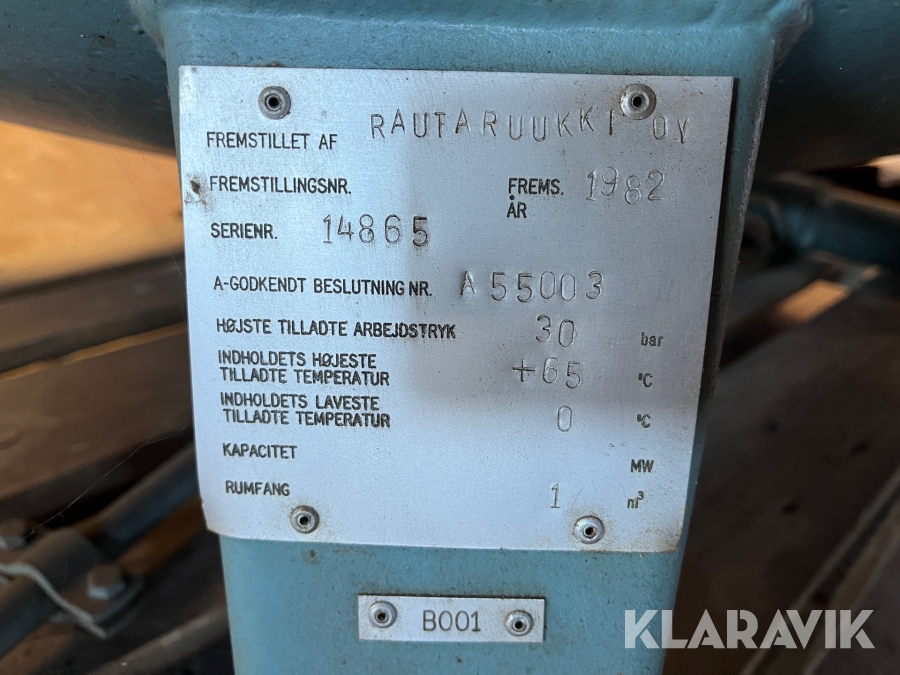 FREMSTILLET AF RAUTARUUKKI OY
FREMSTILLINGSNR. FREMS. 1982
ÅR
SERIENR. 14865
A-GODKENDT BESLUTNING NR. A 55003
HØJSTE TILLADTE ARBEJDSTRYK 30 bar
INDHOLDETS HØJESTE
TILLADTE TEMPERATUR +65 °C
INDHOLDETS LAVESTE
TILLADTE TEMPERATUR 0 °C
KAPACITET MW
RUMFANG 1 m³
B001
KLARAVIK